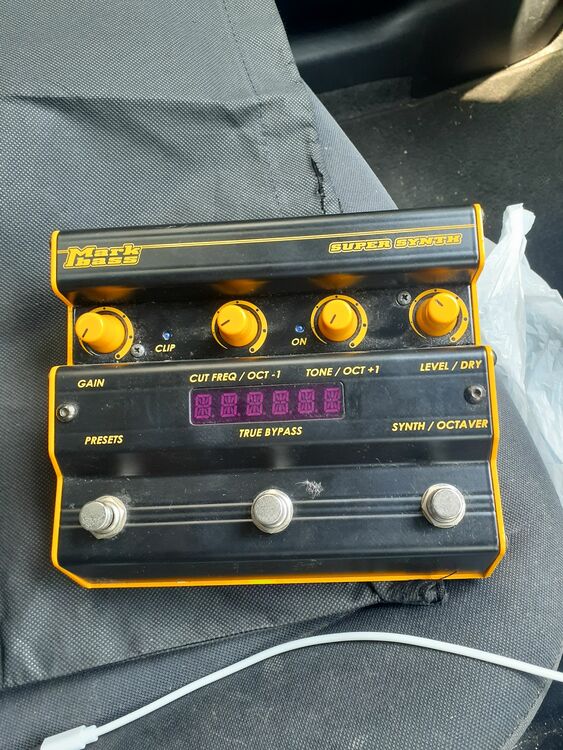 Mark bass
SUPER SYNTH
CLIP
ON
GAIN
CUT FREQ / OCT -1
TONE / OCT +1
LEVEL / DRY
PRESETS
TRUE BYPASS
SYNTH / OCTAVER